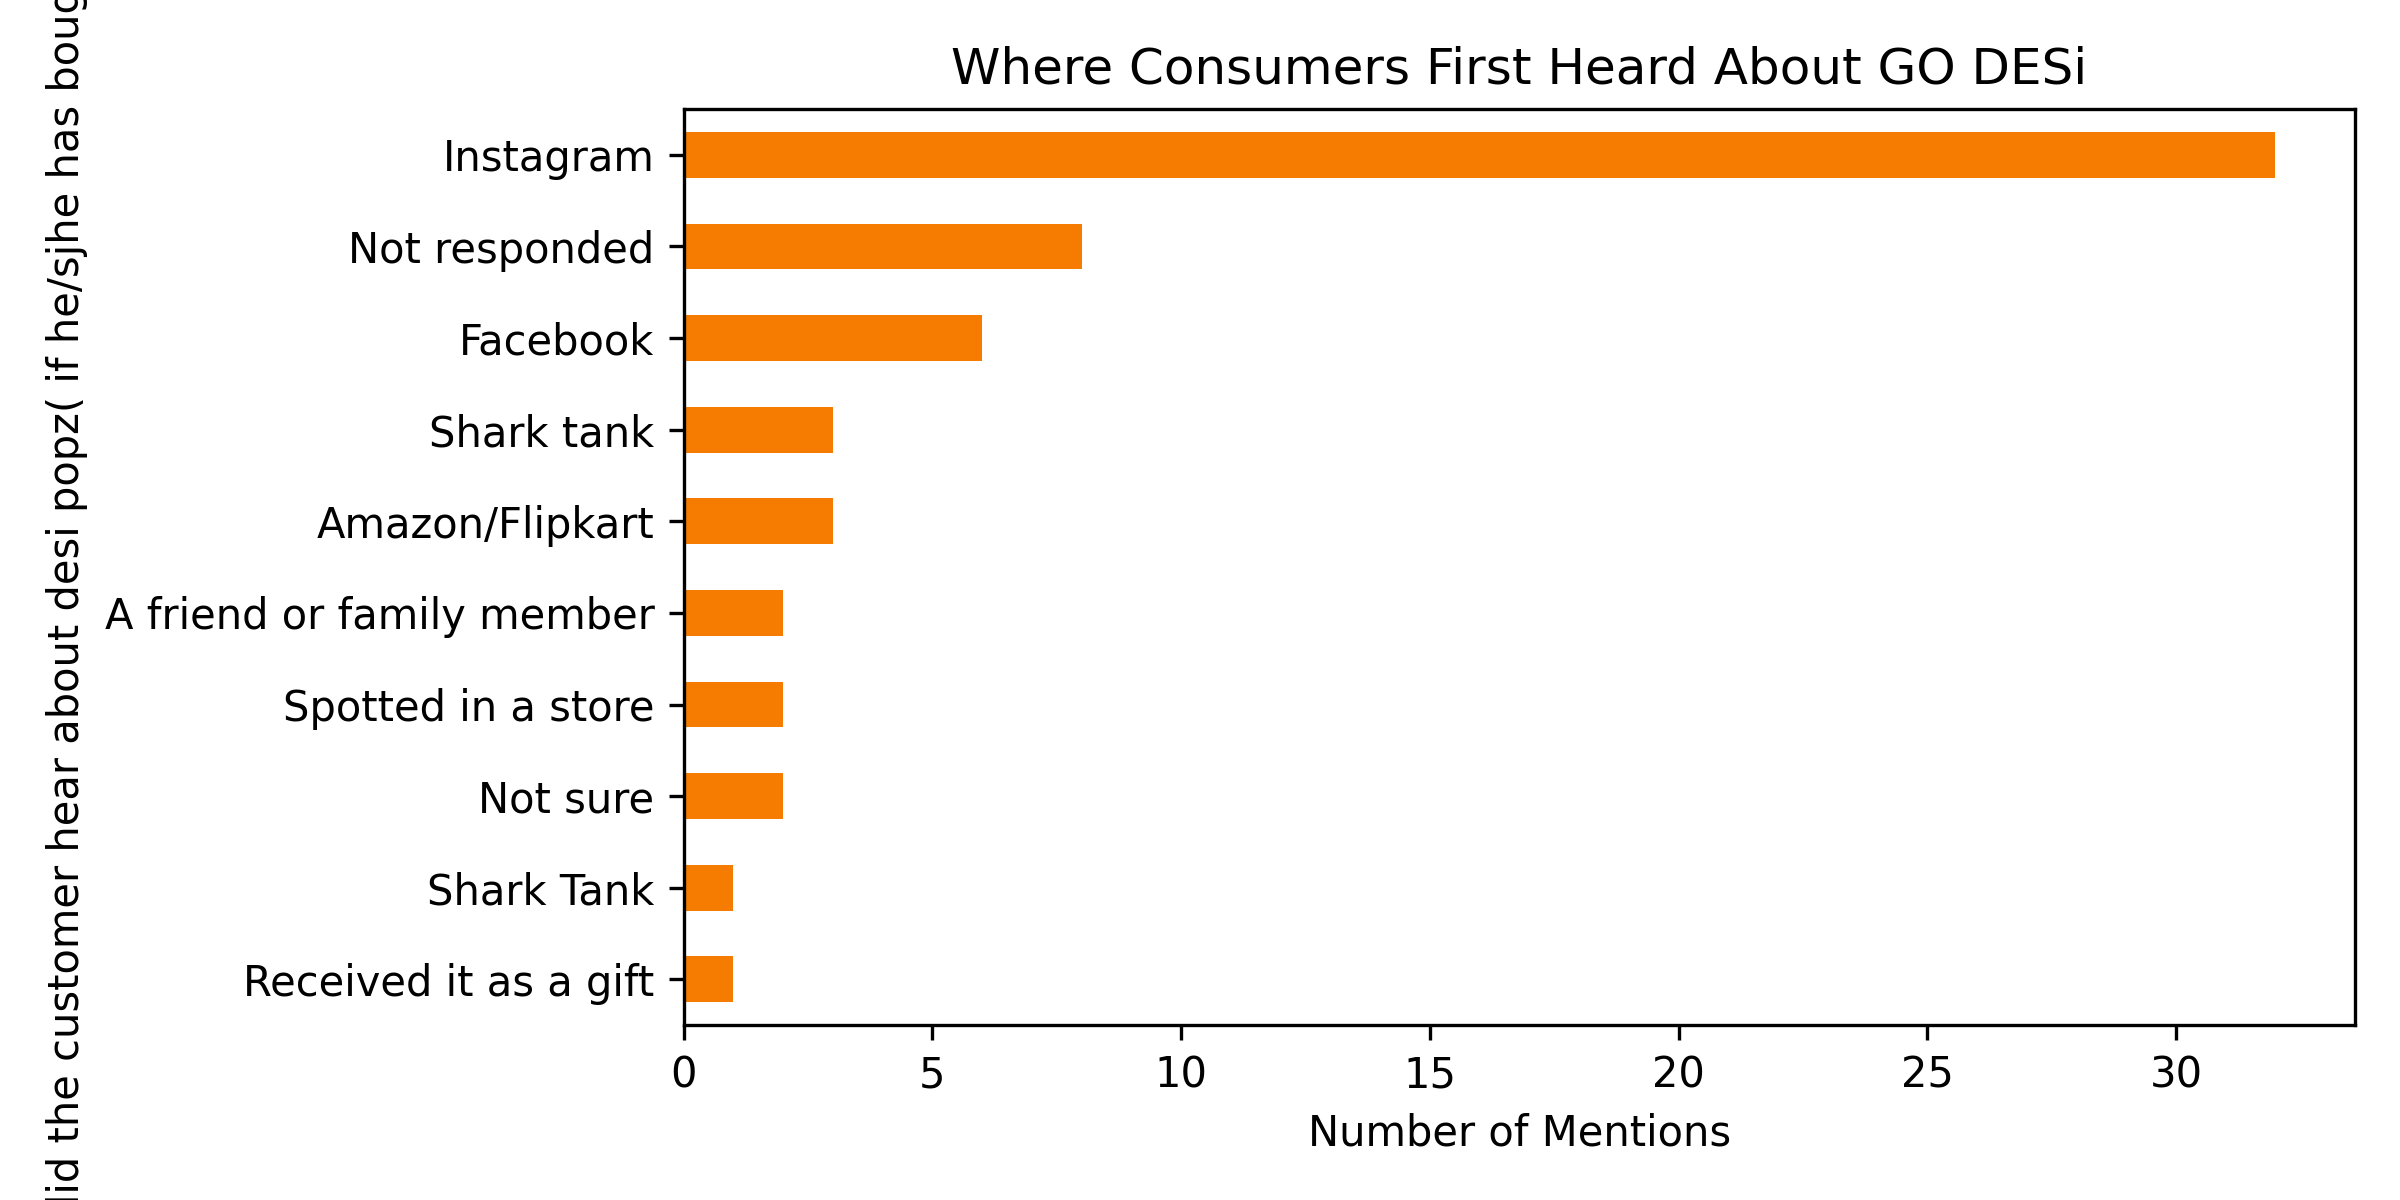 Where Consumers First Heard About GO DESi
Instagram
Not responded
Facebook
Shark tank
Amazon/Flipkart
A friend or family member
Spotted in a store
Not sure
Shark Tank
Received it as a gift
0 5 10 15 20 25 30
Number of Mentions
the customer hear about desi popz( if he/sjhe has